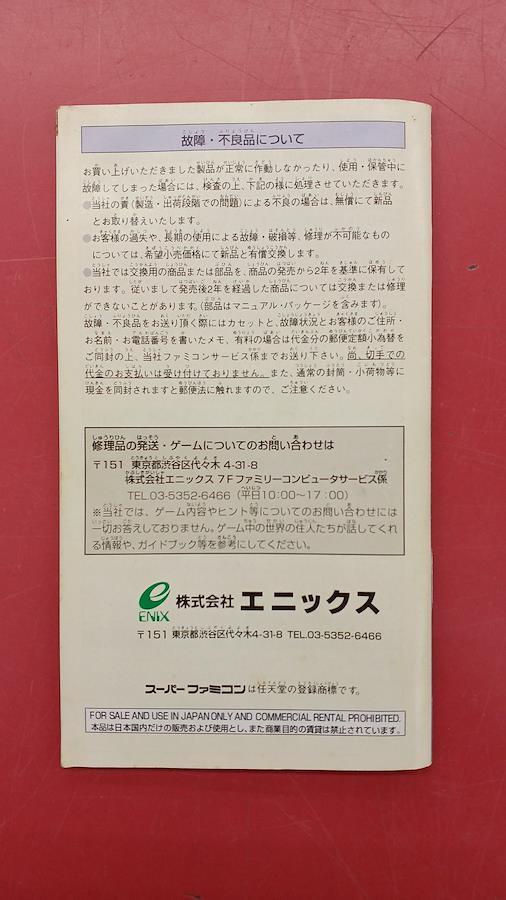 故障・不良品について
お買い上げいただきました製品が正常に作動しなかったり、使用・保管中に
故障してしまった場合には、検査の上、下記の様に処理させていただきます。
●当社の責(製造・出荷段階での問題)による不良の場合は、無償にて新品
とお取り替えいたします。
●お客様の過失や、長期の使用による故障・破損等、修理が不可能なもの
については、希望小売価格にて新品と有償交換します。
●当社では交換用の商品または部品を、商品の発売から2年を基準に保有して
おります。従いまして発売後2年を経過した商品については交換または修理
ができないことがあります。(部品はマニュアル・パッケージを含みます)。
故障・不良品をお送り頂く際にはカセットと、故障状況とお客様のご住所・
お名前・お電話番号を書いたメモ、有料の場合は代金分の郵便定額小為替を
ご同封の上、当社ファミコンサービス係までお送り下さい。尚、切手での
代金のお支払いは受け付けておりません。また、通常の封筒・小荷物等に
現金を同封されますと郵便法に触れますので、ご注意ください。
修理品の発送・ゲームについてのお問い合わせは
〒151 東京都渋谷区代々木 4-31-8
株式会社エニックス 7F ファミリーコンピュータサービス係
TEL.03-5352-6466(平日10:00〜17:00)
※当社では、ゲーム内容やヒント等についてのお問い合わせには
一切お答えしておりません。ゲーム中の世界の住人たちが話してくれ
る情報や、ガイドブック等を参考にしてください。
ENIX 株式会社 エニックス
〒151 東京都渋谷区代々木4-31-8 TEL.03-5352-6466
スーパーファミコンは任天堂の登録商標です。
FOR SALE AND USE IN JAPAN ONLY AND COMMERCIAL RENTAL PROHIBITED.
本品は日本国内だけの販売および使用とし、また商業目的の賃貸は禁止されています。